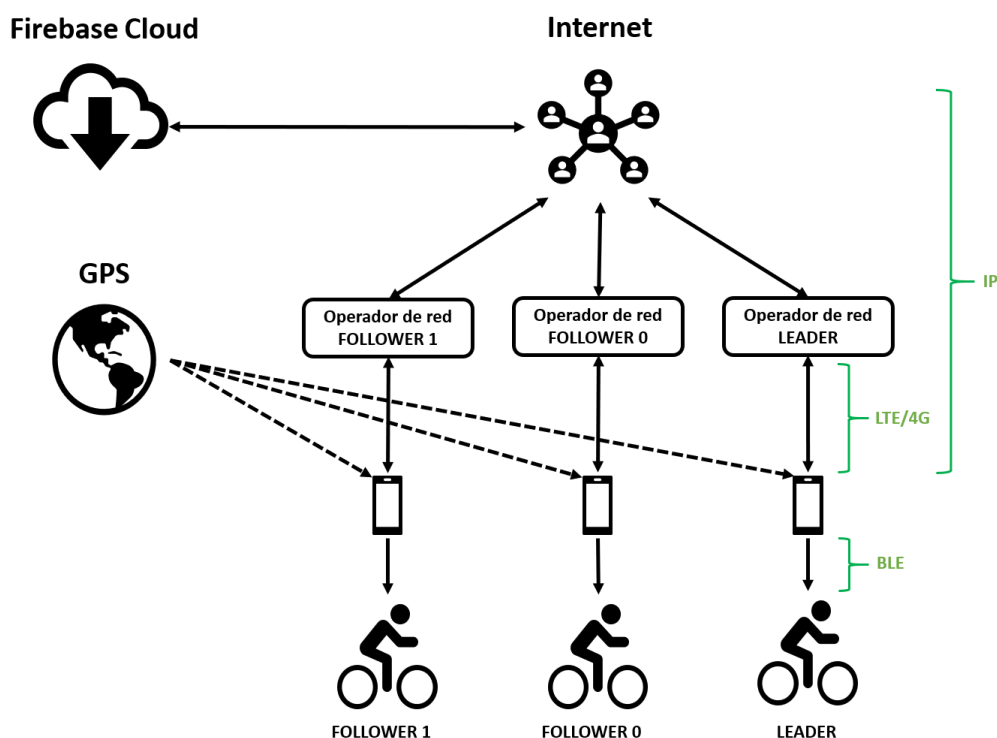 Firebase Cloud
Internet
GPS
IP
Operador de red
FOLLOWER 1
Operador de red
FOLLOWER 0
Operador de red
LEADER
LTE/4G
BLE
FOLLOWER 1
FOLLOWER 0
LEADER